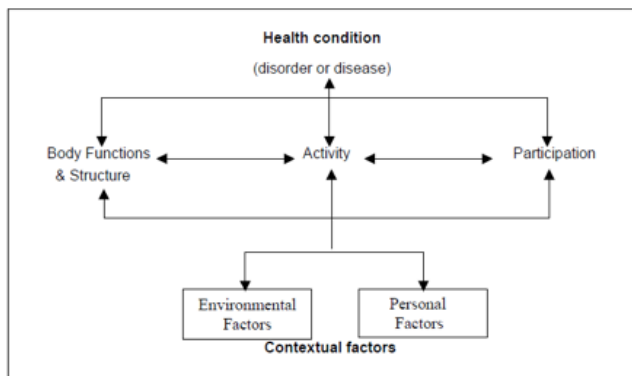 Health condition
(disorder or disease)
Body Functions
& Structure
Activity
Participation
Environmental
Factors
Personal
Factors
Contextual factors